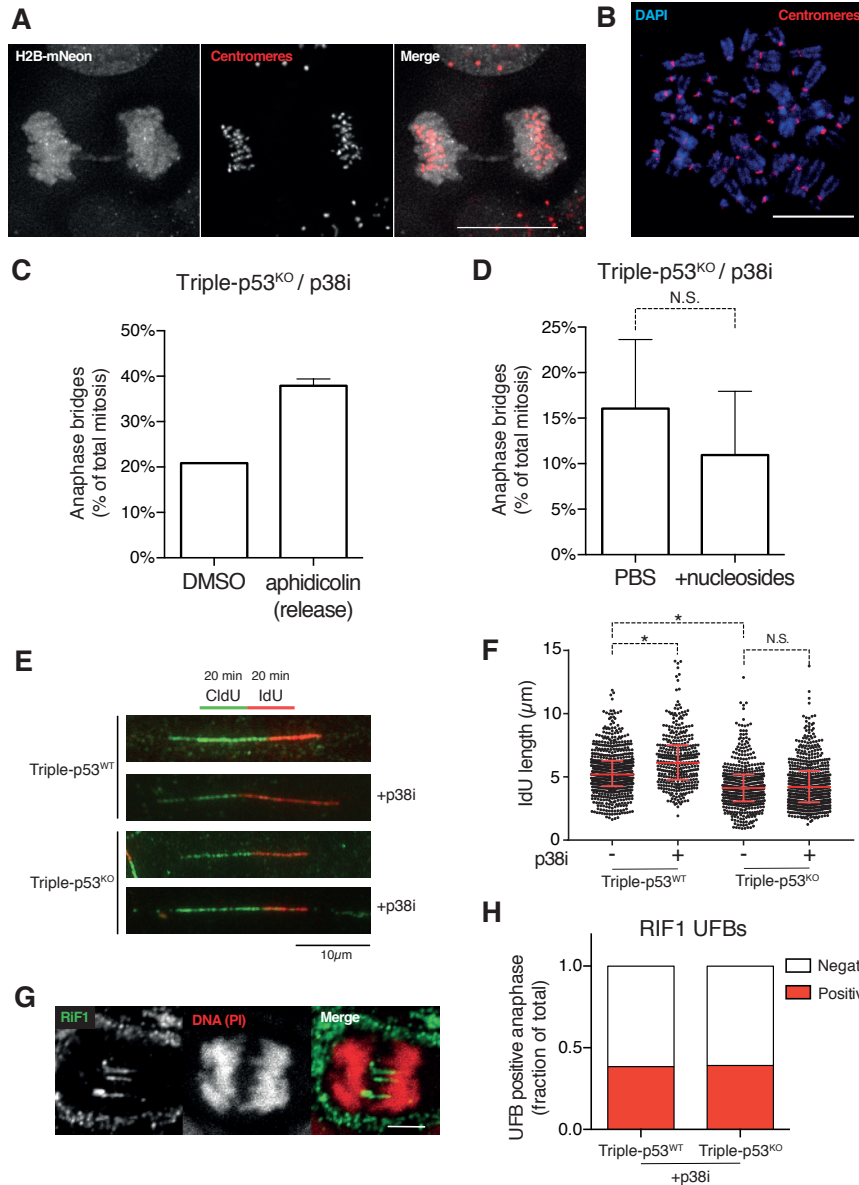 A
H2B-mNeon
Centromeres
Merge
B
DAPI
Centromeres
C
Triple-p53KO / p38i
Anaphase bridges
(% of total mitosis)
50%
40%
30%
20%
10%
0%
DMSO
aphidicolin
(release)
D
Triple-p53KO / p38i
N.S.
Anaphase bridges
(% of total mitosis)
25%
20%
15%
10%
5%
0%
PBS
+nucleosides
E
20 min
CldU
20 min
IdU
Triple-p53WT
+p38i
Triple-p53KO
+p38i
10µm
F
*
*
N.S.
IdU length (µm)
15
10
5
0
p38i
- + - +
Triple-p53WT
Triple-p53KO
G
RiF1
DNA (PI)
Merge
H
RIF1 UFBs
UFB positive anaphase
(fraction of total)
1.0
0.5
0.0
Negat
Positiv
Triple-p53WT
Triple-p53KO
+p38i